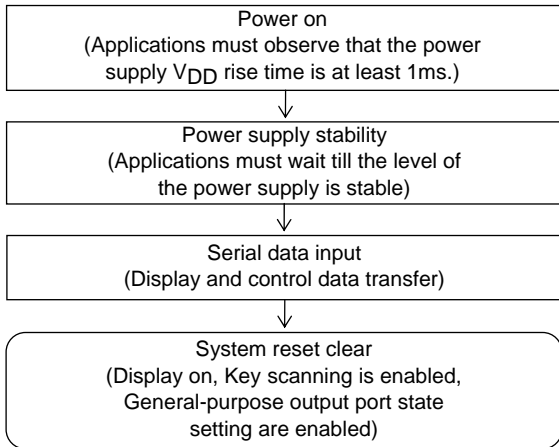 Power on
(Applications must observe that the power
supply VDD rise time is at least 1ms.)
Power supply stability
(Applications must wait till the level of
the power supply is stable)
Serial data input
(Display and control data transfer)
System reset clear
(Display on, Key scanning is enabled,
General-purpose output port state
setting are enabled)